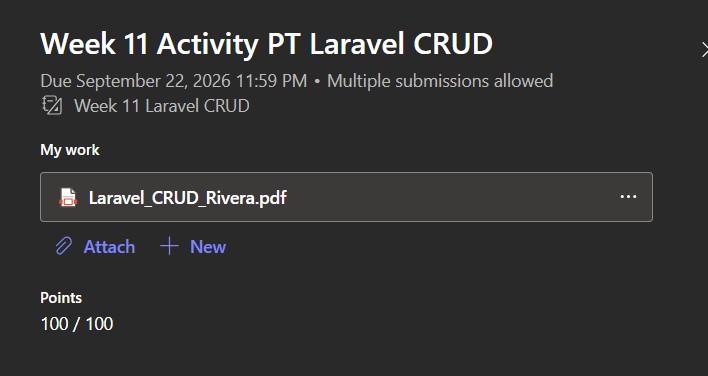 Week 11 Activity PT Laravel CRUD
Due September 22, 2026 11:59 PM • Multiple submissions allowed
Week 11 Laravel CRUD
My work
Laravel_CRUD_Rivera.pdf
Attach
New
Points
100 / 100